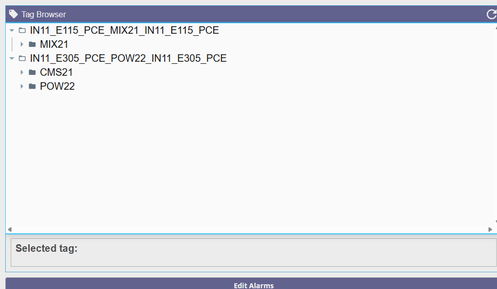 Tag Browser
IN11_E115_PCE_MIX21_IN11_E115_PCE
MIX21
IN11_E305_PCE_POW22_IN11_E305_PCE
CMS21
POW22
Selected tag:
Edit Alarms